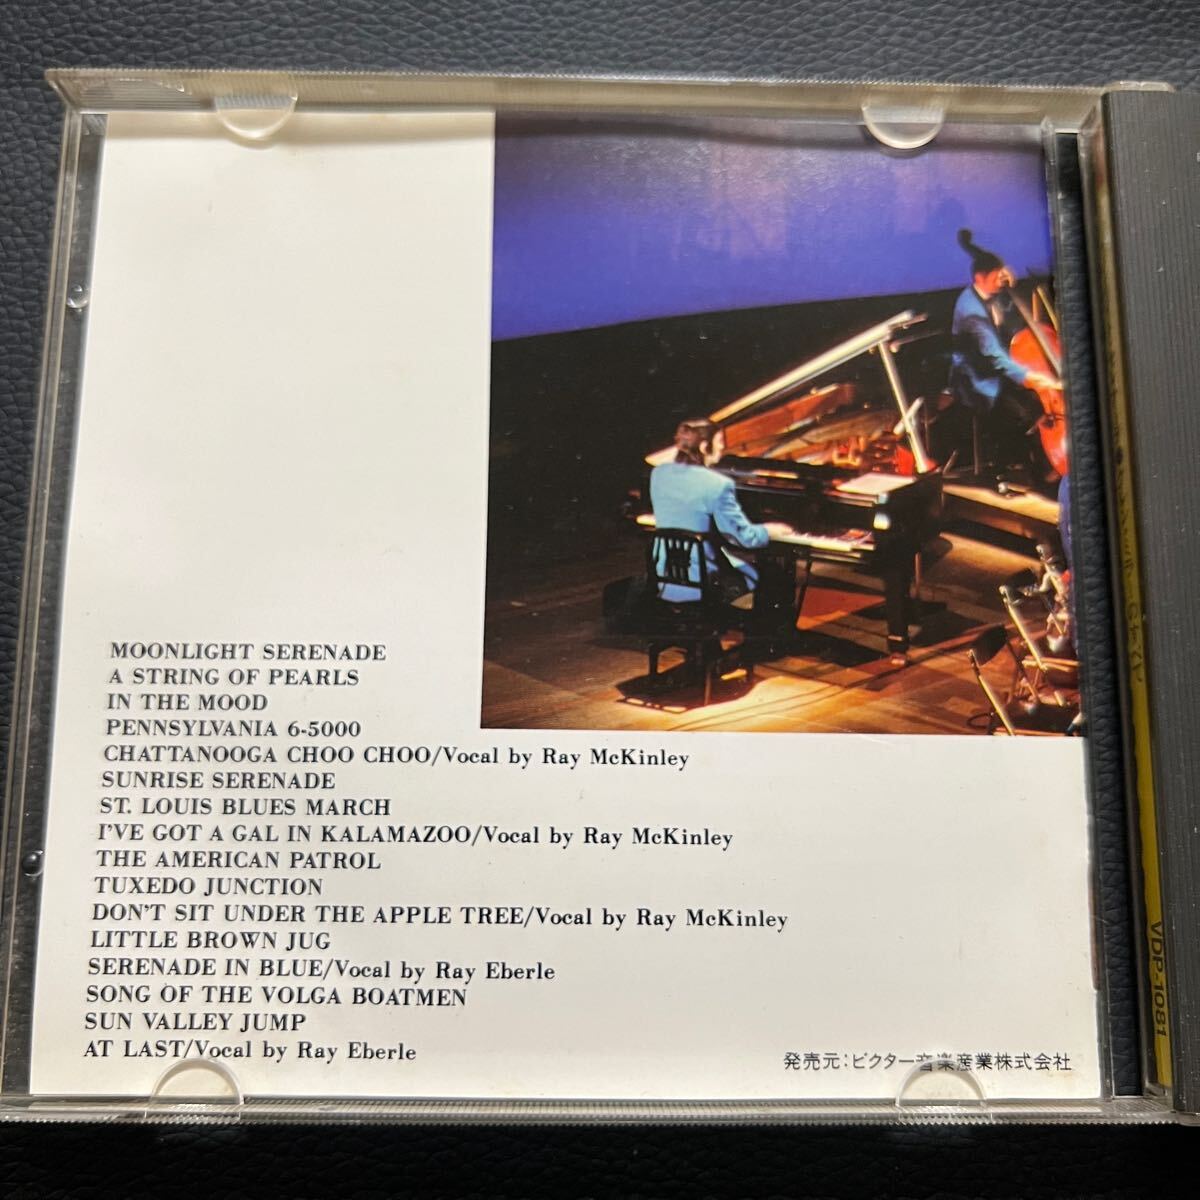 MOONLIGHT SERENADE
A STRING OF PEARLS
IN THE MOOD
PENNSYLVANIA 6-5000
CHATTANOOGA CHOO CHOO/Vocal by Ray McKinley
SUNRISE SERENADE
ST. LOUIS BLUES MARCH
I'VE GOT A GAL IN KALAMAZOO/Vocal by Ray McKinley
THE AMERICAN PATROL
TUXEDO JUNCTION
DON'T SIT UNDER THE APPLE TREE/Vocal by Ray McKinley
LITTLE BROWN JUG
SERENADE IN BLUE/Vocal by Ray Eberle
SONG OF THE VOLGA BOATMEN
SUN VALLEY JUMP
AT LAST/Vocal by Ray Eberle
発売元:ビクター音楽産業株式会社
VDP-1081